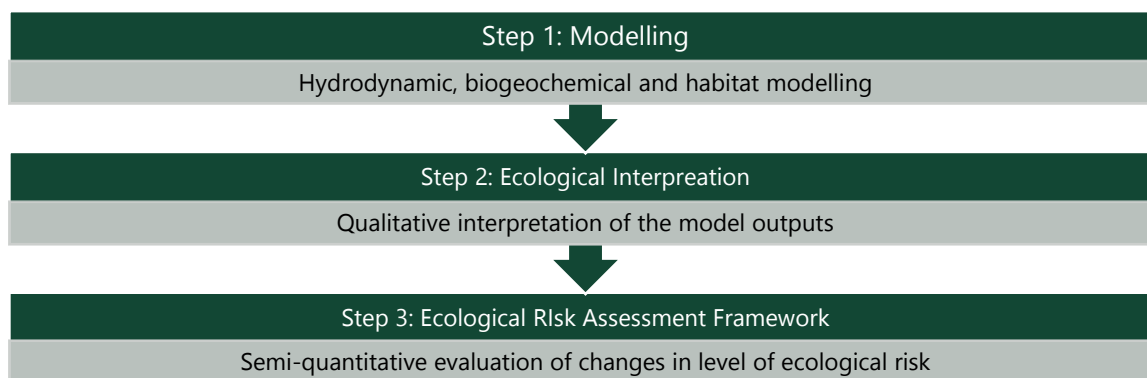 Step 1: Modelling
Hydrodynamic, biogeochemical and habitat modelling
Step 2: Ecological Interpreation
Qualitative interpretation of the model outputs
Step 3: Ecological RIsk Assessment Framework
Semi-quantitative evaluation of changes in level of ecological risk